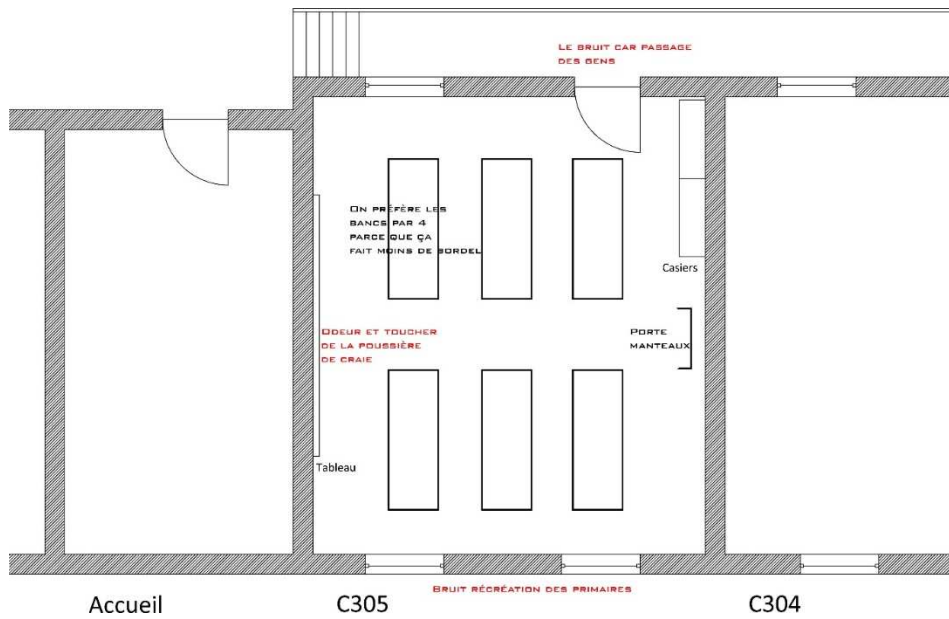 LE BRUIT CAR PASSAGE
DES GENS
ON PRÉFÈRE LES
BANCS PAR 4
PARCE QUE ÇA
FAIT MOINS DE BORDEL
Casiers
ODEUR ET TOUCHER
DE LA POUSSIÈRE
DE CRAIE
PORTE
MANTEAUX
Tableau
BRUIT RÉCRÉATION DES PRIMAIRES
Accueil
C305
C304